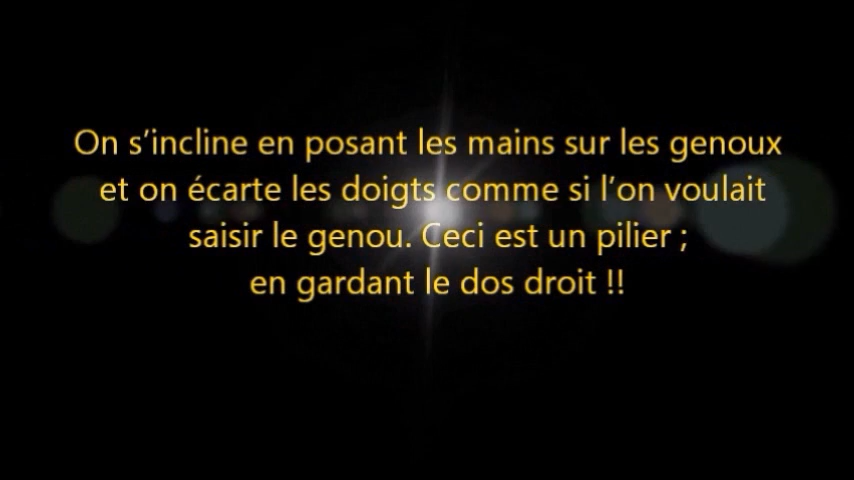 On s’incline en posant les mains sur les genoux
et on écarte les doigts comme si l’on voulait
saisir le genou. Ceci est un pilier ;
en gardant le dos droit !!